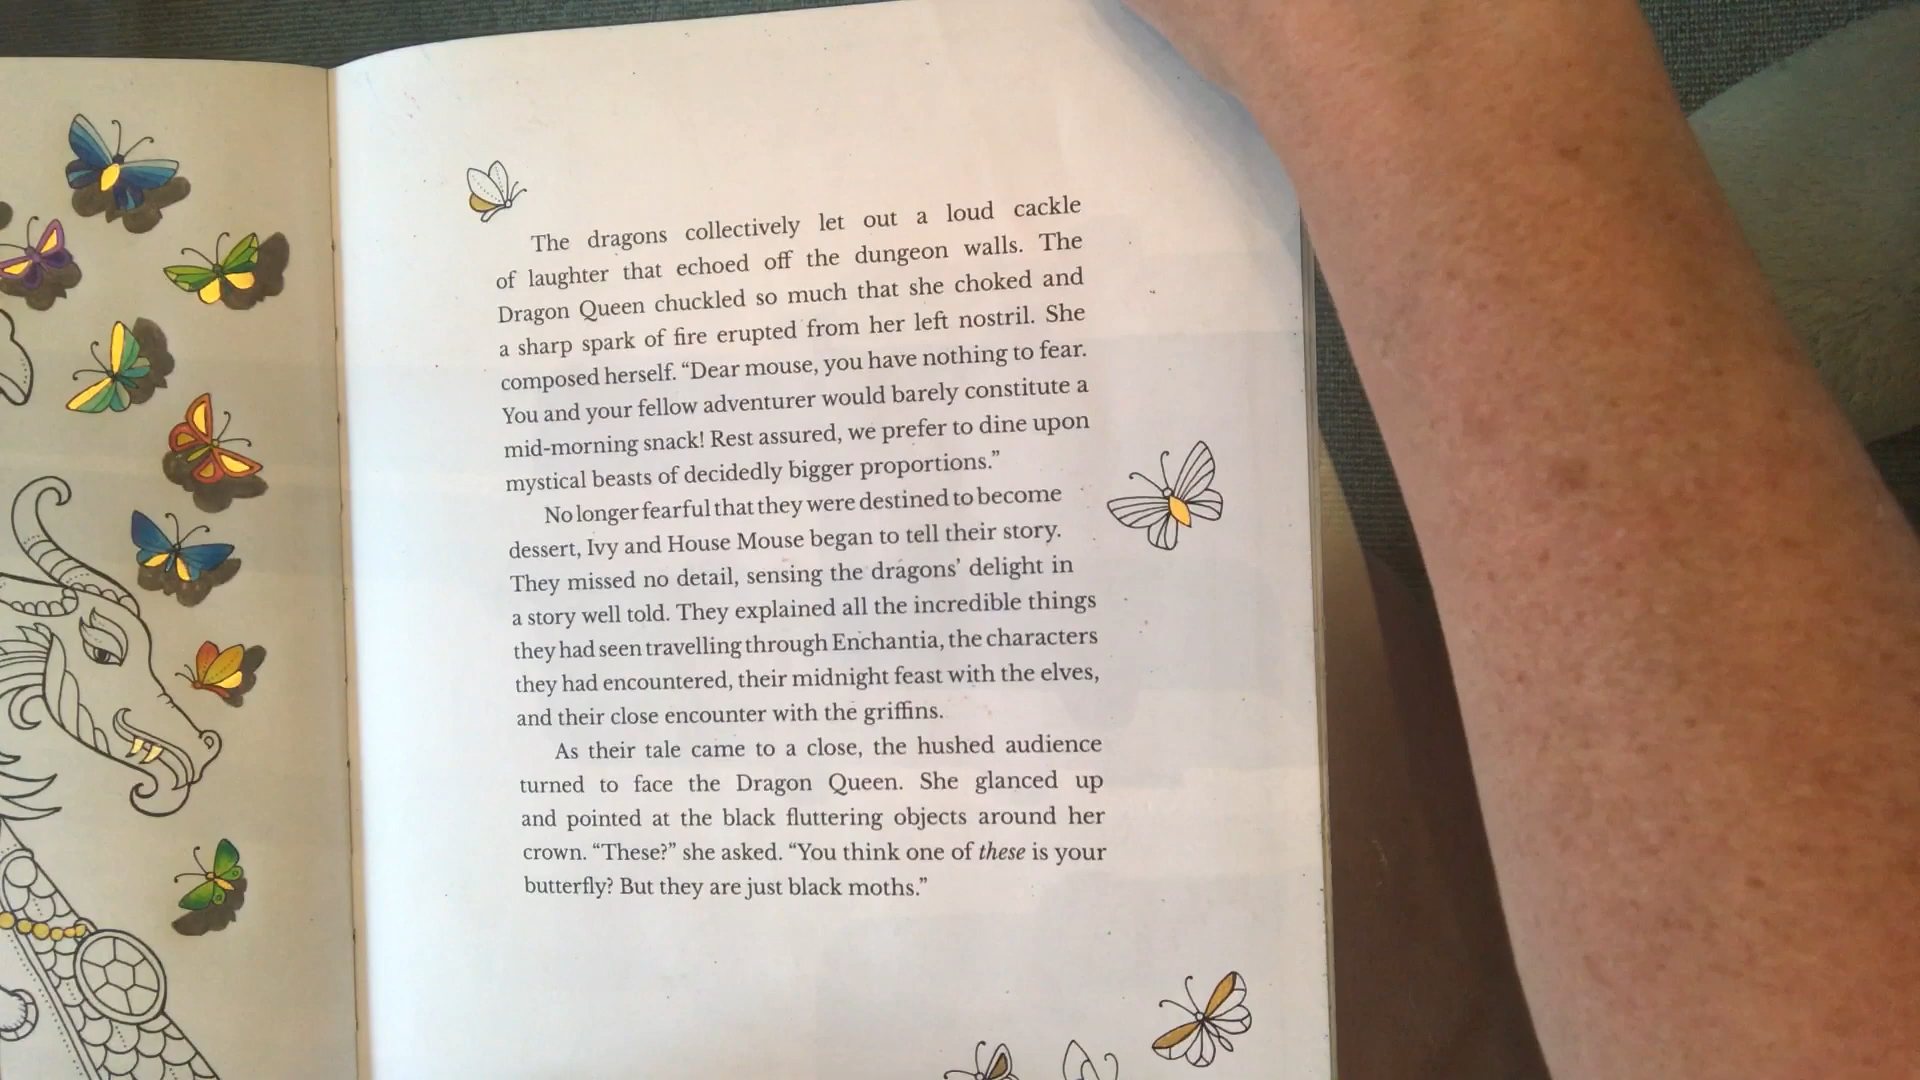 The dragons collectively let out a loud cackle
of laughter that echoed off the dungeon walls. The
Dragon Queen chuckled so much that she choked and
a sharp spark of fire erupted from her left nostril. She
composed herself. “Dear mouse, you have nothing to fear.
You and your fellow adventurer would barely constitute a
mid-morning snack! Rest assured, we prefer to dine upon
mystical beasts of decidedly bigger proportions.”
No longer fearful that they were destined to become
dessert, Ivy and House Mouse began to tell their story.
They missed no detail, sensing the dragons’ delight in
a story well told. They explained all the incredible things
they had seen travelling through Enchantia, the characters
they had encountered, their midnight feast with the elves,
and their close encounter with the griffins.
As their tale came to a close, the hushed audience
turned to face the Dragon Queen. She glanced up
and pointed at the black fluttering objects around her
crown. “These?” she asked. “You think one of these is your
butterfly? But they are just black moths.”